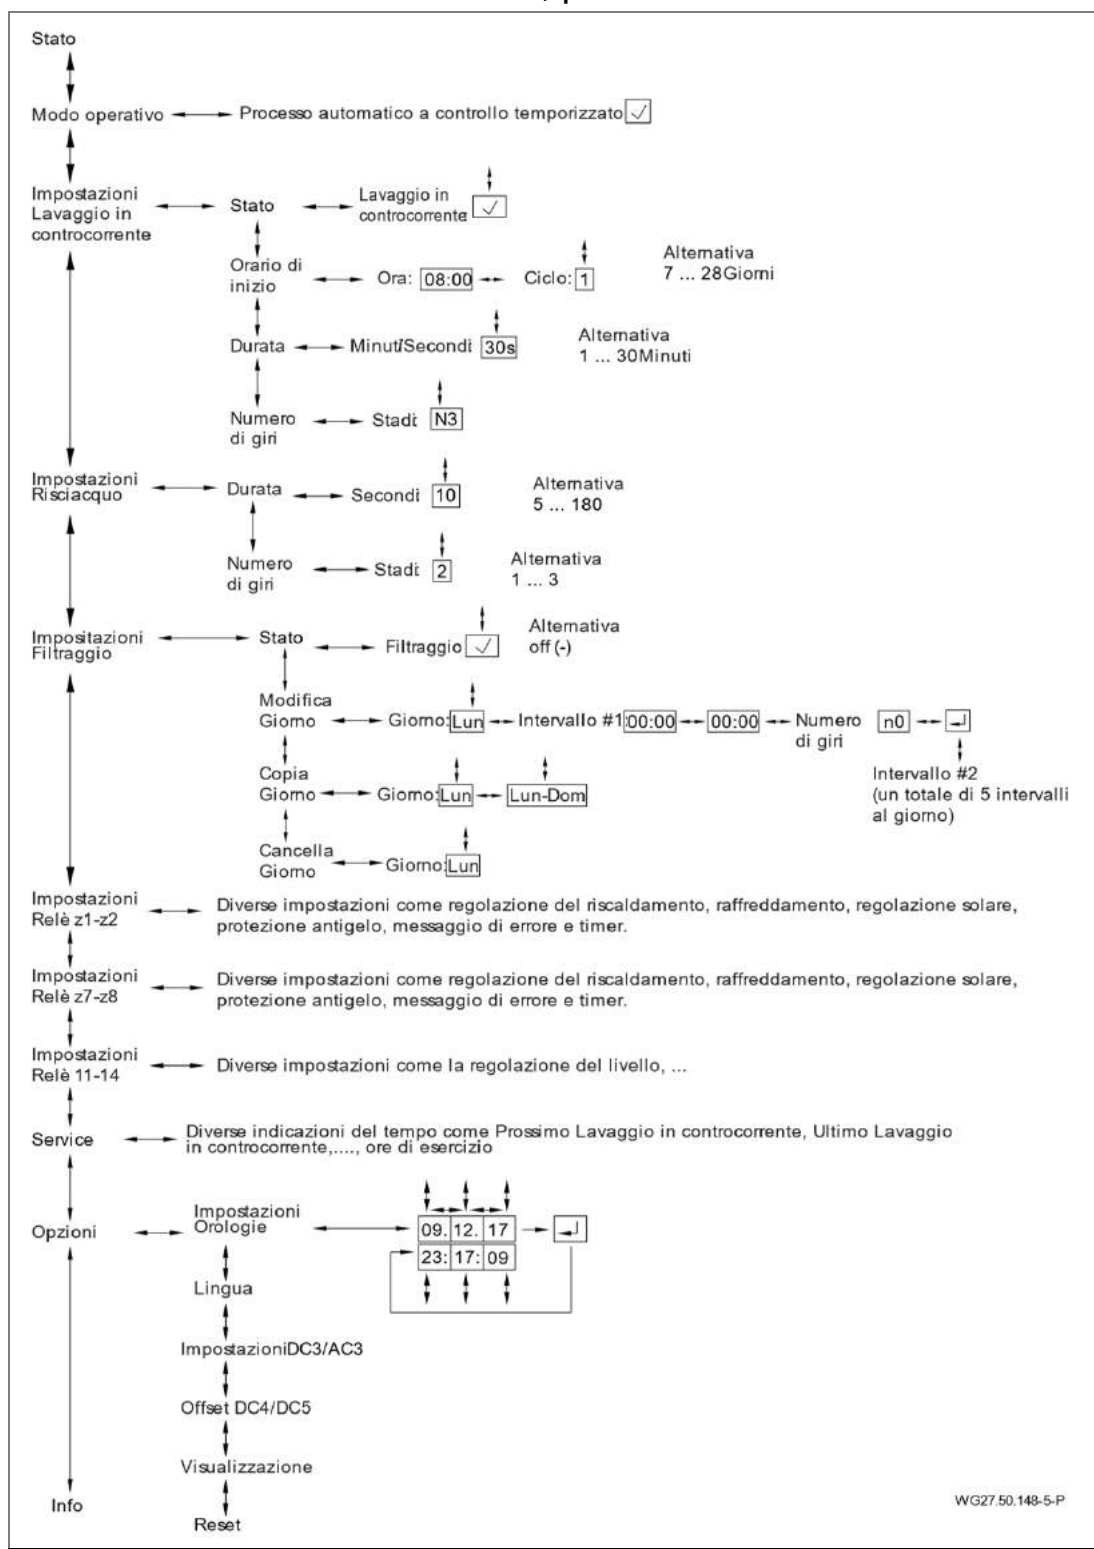 Stato
Modo operativo
Processo automatico a controllo temporizzato
Impostazioni
Lavaggio in
controcorrente
Stato
Lavaggio in
controcorrente:
Orario di
inizio
Ora: 08:00
Ciclo: 1
Alternativa
7 ... 28Giorni
Durata
Minuti/Secondi: 30s
Alternativa
1 ... 30Minuti
Numero
di giri
Stadi: N3
Impostazioni
Risciacquo
Durata
Secondi: 10
Alternativa
5 ... 180
Numero
di giri
Stadi: 2
Alternativa
1 ... 3
Impositazioni
Filtraggio
Stato
Filtraggio
Alternativa
off (-)
Modifica
Giorno
Giorno: Lun
Intervallo #1: 00:00
00:00
Numero
di giri
n0
Intervallo #2
(un totale di 5 intervalli
al giorno)
Copia
Giorno
Giorno: Lun
Lun-Dom
Cancella
Giorno
Giorno: Lun
Impostazioni
Relè z1-z2
Diverse impostazioni come regolazione del riscaldamento, raffreddamento, regolazione solare,
protezione antigelo, messaggio di errore e timer.
Impostazioni
Relè z7-z8
Diverse impostazioni come regolazione del riscaldamento, raffreddamento, regolazione solare,
protezione antigelo, messaggio di errore e timer.
Impostazioni
Relè 11-14
Diverse impostazioni come la regolazione del livello, ...
Service
Diverse indicazioni del tempo come Prossimo Lavaggio in controcorrente, Ultimo Lavaggio
in controcorrente,...., ore di esercizio
Opzioni
Impostazioni
Orologie
09. 12. 17
23: 17: 09
Lingua
ImpostazioniDC3/AC3
Offset DC4/DC5
Visualizzazione
Reset
Info
WG27.50.148-5-P